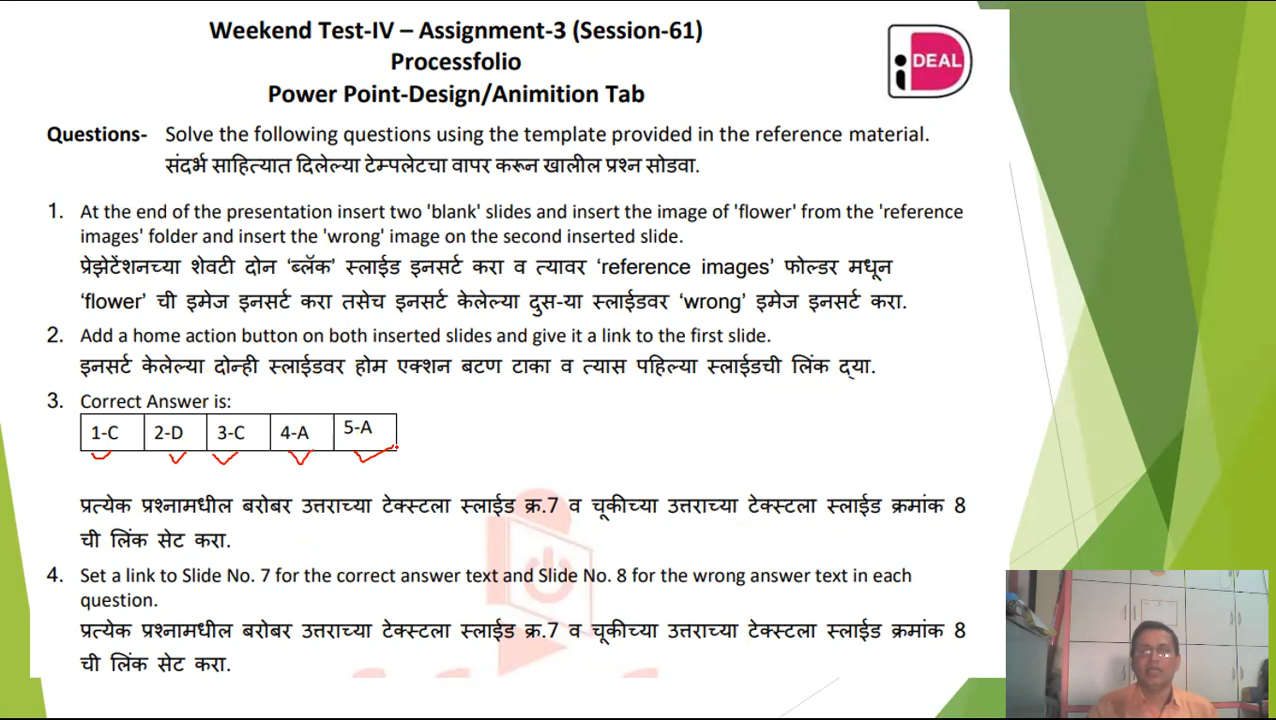 Weekend Test-IV – Assignment-3 (Session-61)
Processfolio
Power Point-Design/Animition Tab
iDEAL
Questions- Solve the following questions using the template provided in the reference material.
संदर्भ साहित्यात दिलेल्या टेम्पलेटचा वापर करून खालील प्रश्न सोडवा.
1. At the end of the presentation insert two 'blank' slides and insert the image of 'flower' from the 'reference
images' folder and insert the 'wrong' image on the second inserted slide.
प्रेझेटेंशनच्या शेवटी दोन ‘ब्लॅक’ स्लाईड इनसर्ट करा व त्यावर ‘reference images’ फोल्डर मधून
‘flower’ ची इमेज इनसर्ट करा तसेच इनसर्ट केलेल्या दुस-या स्लाईडवर ‘wrong’ इमेज इनसर्ट करा.
2. Add a home action button on both inserted slides and give it a link to the first slide.
इनसर्ट केलेल्या दोन्ही स्लाईडवर होम एक्शन बटण टाका व त्यास पहिल्या स्लाईडची लिंक द्या.
3. Correct Answer is:
1-C 2-D 3-C 4-A 5-A
प्रत्येक प्रश्नामधील बरोबर उत्तराच्या टेक्स्टला स्लाईड क्र.7 व चूकीच्या उत्तराच्या टेक्स्टला स्लाईड क्रमांक 8
ची लिंक सेट करा.
4. Set a link to Slide No. 7 for the correct answer text and Slide No. 8 for the wrong answer text in each
question.
प्रत्येक प्रश्नामधील बरोबर उत्तराच्या टेक्स्टला स्लाईड क्र.7 व चूकीच्या उत्तराच्या टेक्स्टला स्लाईड क्रमांक 8
ची लिंक सेट करा.